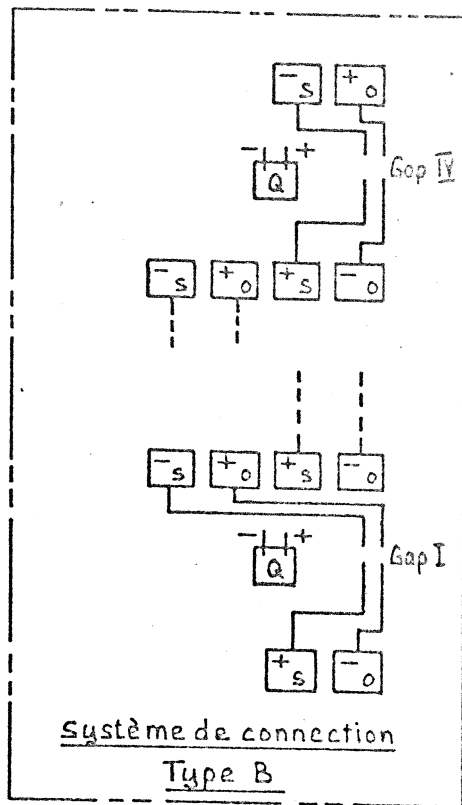 − S + O
− + Gap IV
Q
− S + O + S − O
− S + O + S − O
− + Gap I
Q
+ S − O
Système de connection
Type B